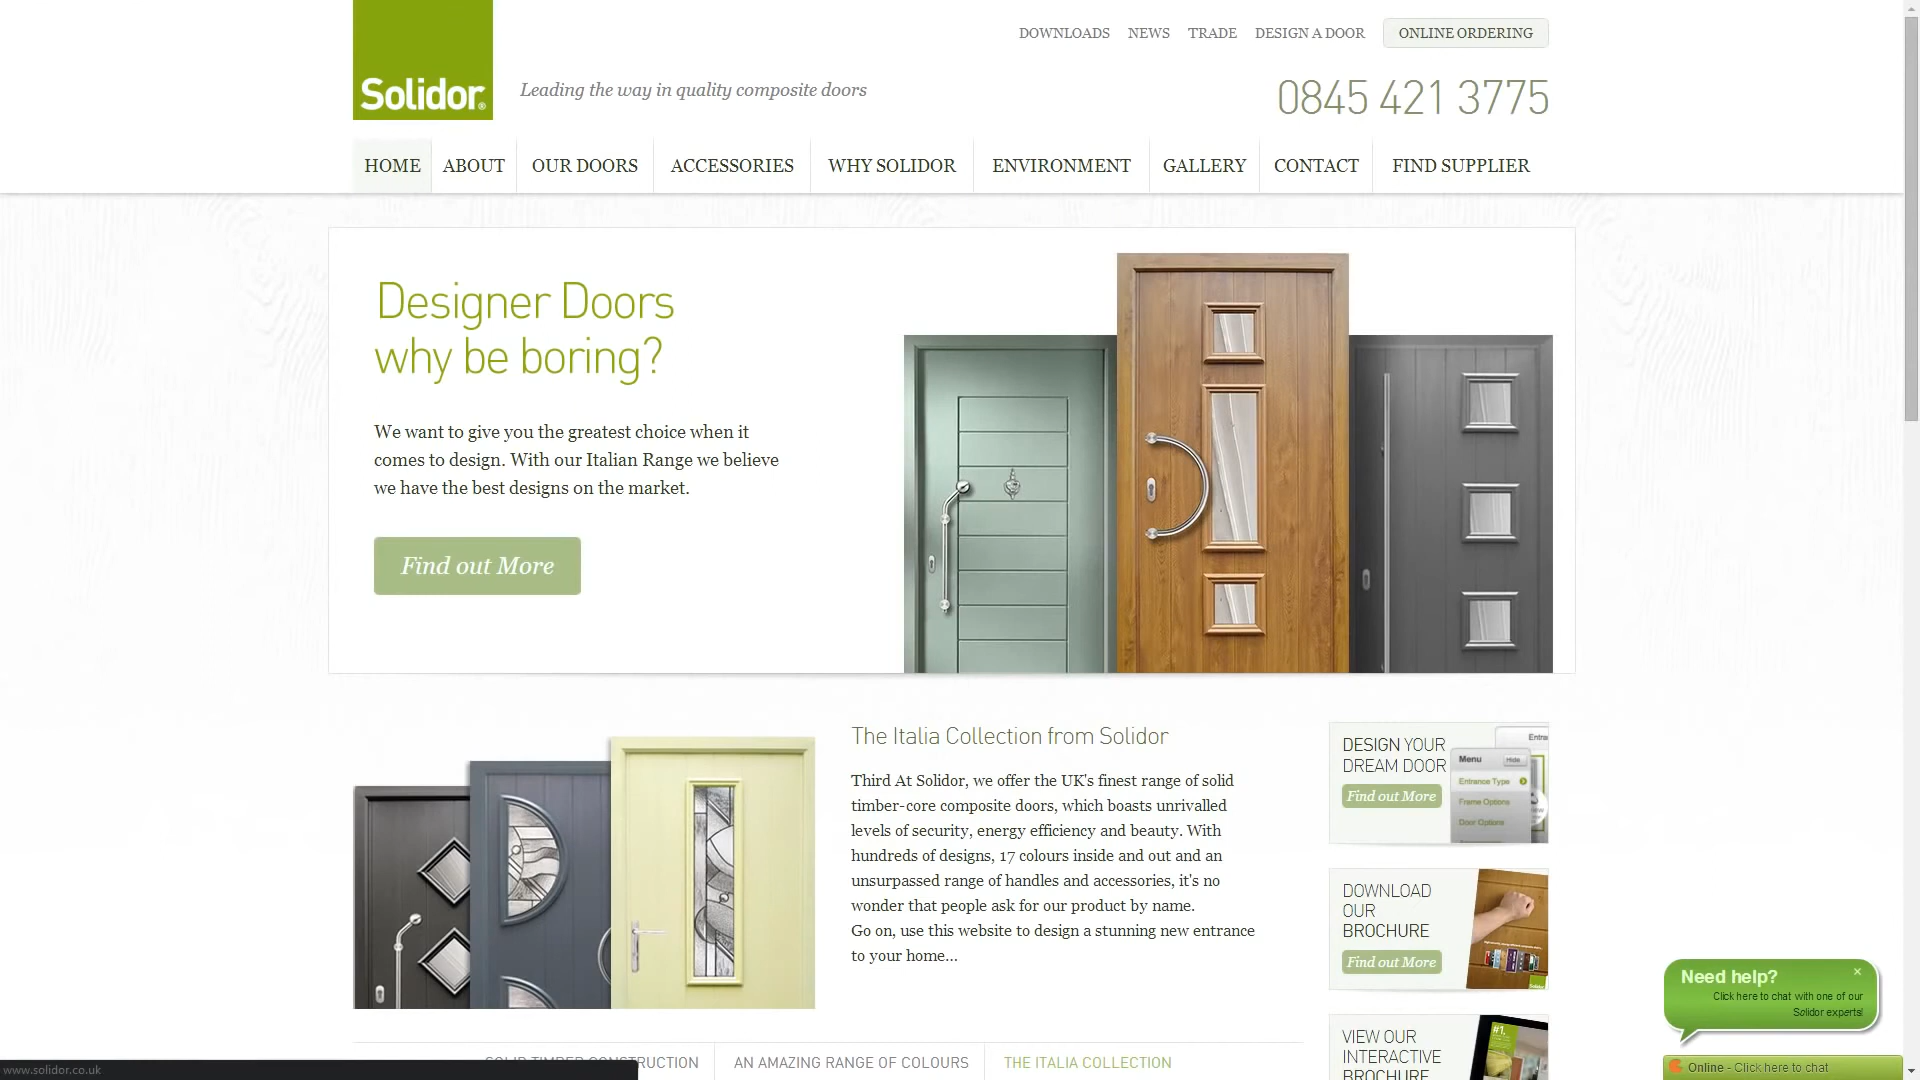 DOWNLOADS NEWS TRADE DESIGN A DOOR ONLINE ORDERING
Solidor®
Leading the way in quality composite doors
0845 421 3775
HOME ABOUT OUR DOORS ACCESSORIES WHY SOLIDOR ENVIRONMENT GALLERY CONTACT FIND SUPPLIER
Designer Doors
why be boring?
We want to give you the greatest choice when it
comes to design. With our Italian Range we believe
we have the best designs on the market.
Find out More
The Italia Collection from Solidor
Third At Solidor, we offer the UK's finest range of solid
timber-core composite doors, which boasts unrivalled
levels of security, energy efficiency and beauty. With
hundreds of designs, 17 colours inside and out and an
unsurpassed range of handles and accessories, it's no
wonder that people ask for our product by name.
Go on, use this website to design a stunning new entrance
to your home...
DESIGN YOUR
DREAM DOOR
Find out More
Menu Hide
Entrance Type
Frame Options
Door Options
DOWNLOAD
OUR
BROCHURE
Find out More
VIEW OUR
INTERACTIVE
BROCHURE
#1.
Need help?
Click here to chat with one of our
Solidor experts!
Online - Click here to chat
SOLID TIMBER CONSTRUCTION AN AMAZING RANGE OF COLOURS THE ITALIA COLLECTION
www.solidor.co.uk